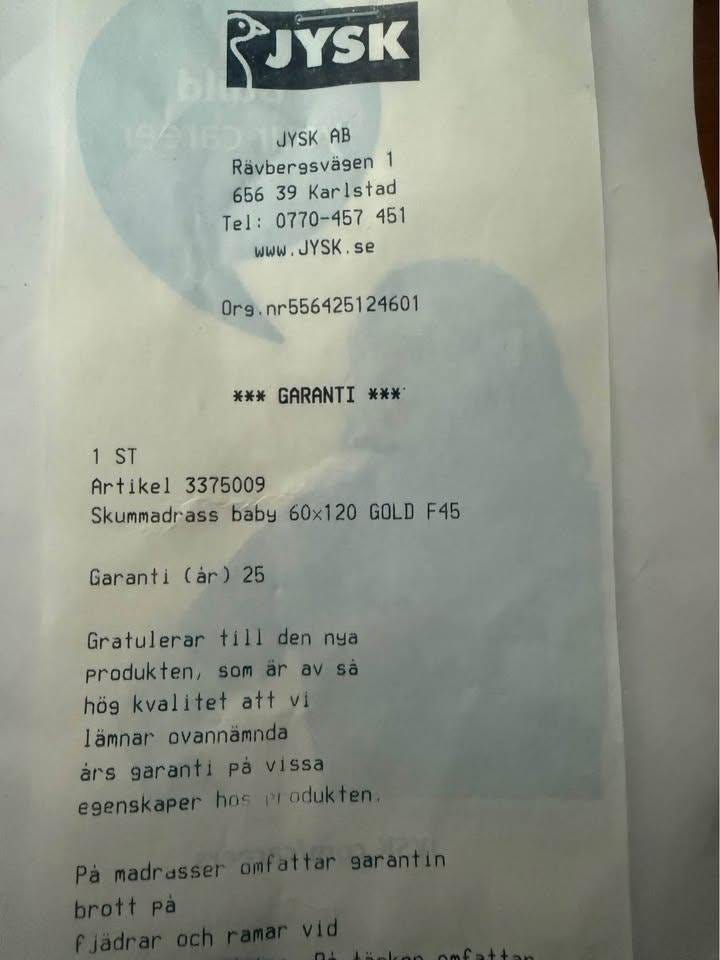 JYSK
JYSK AB
Rävbergsvägen 1
656 39 Karlstad
Tel: 0770-457 451
www.JYSK.se
Org.nr556425124601
*** GARANTI ***
1 ST
Artikel 3375009
Skummadrass baby 60x120 GOLD F45
Garanti (år) 25
Gratulerar till den nya
produkten, som är av så
hög kvalitet att vi
lämnar ovannämnda
års garanti på vissa
egenskaper hos produkten.
På madrasser omfattar garantin
brott på
fjädrar och ramar vid
På täcken omfattar